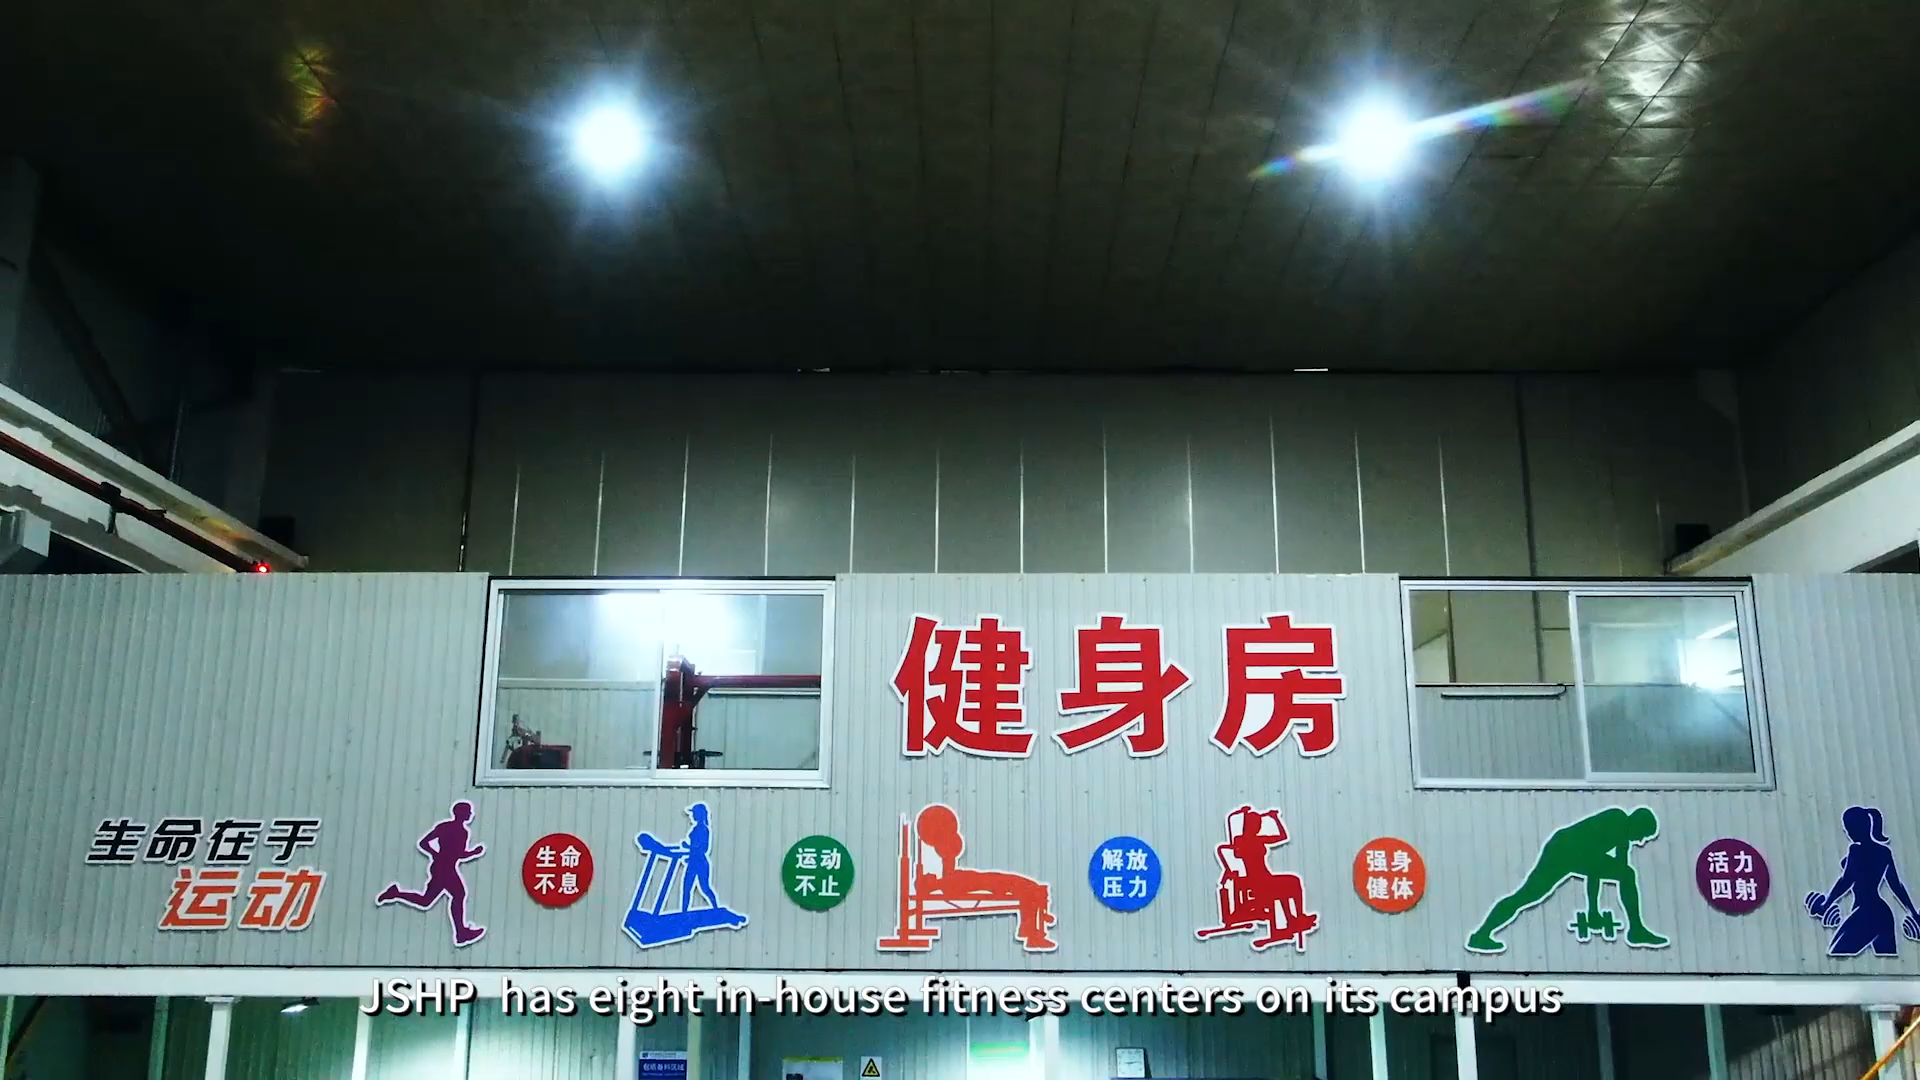 健身房
生命在于
运动
生命
不息
运动
不止
解放
压力
强身
健体
活力
四射
JSHP has eight in-house fitness centers on its campus